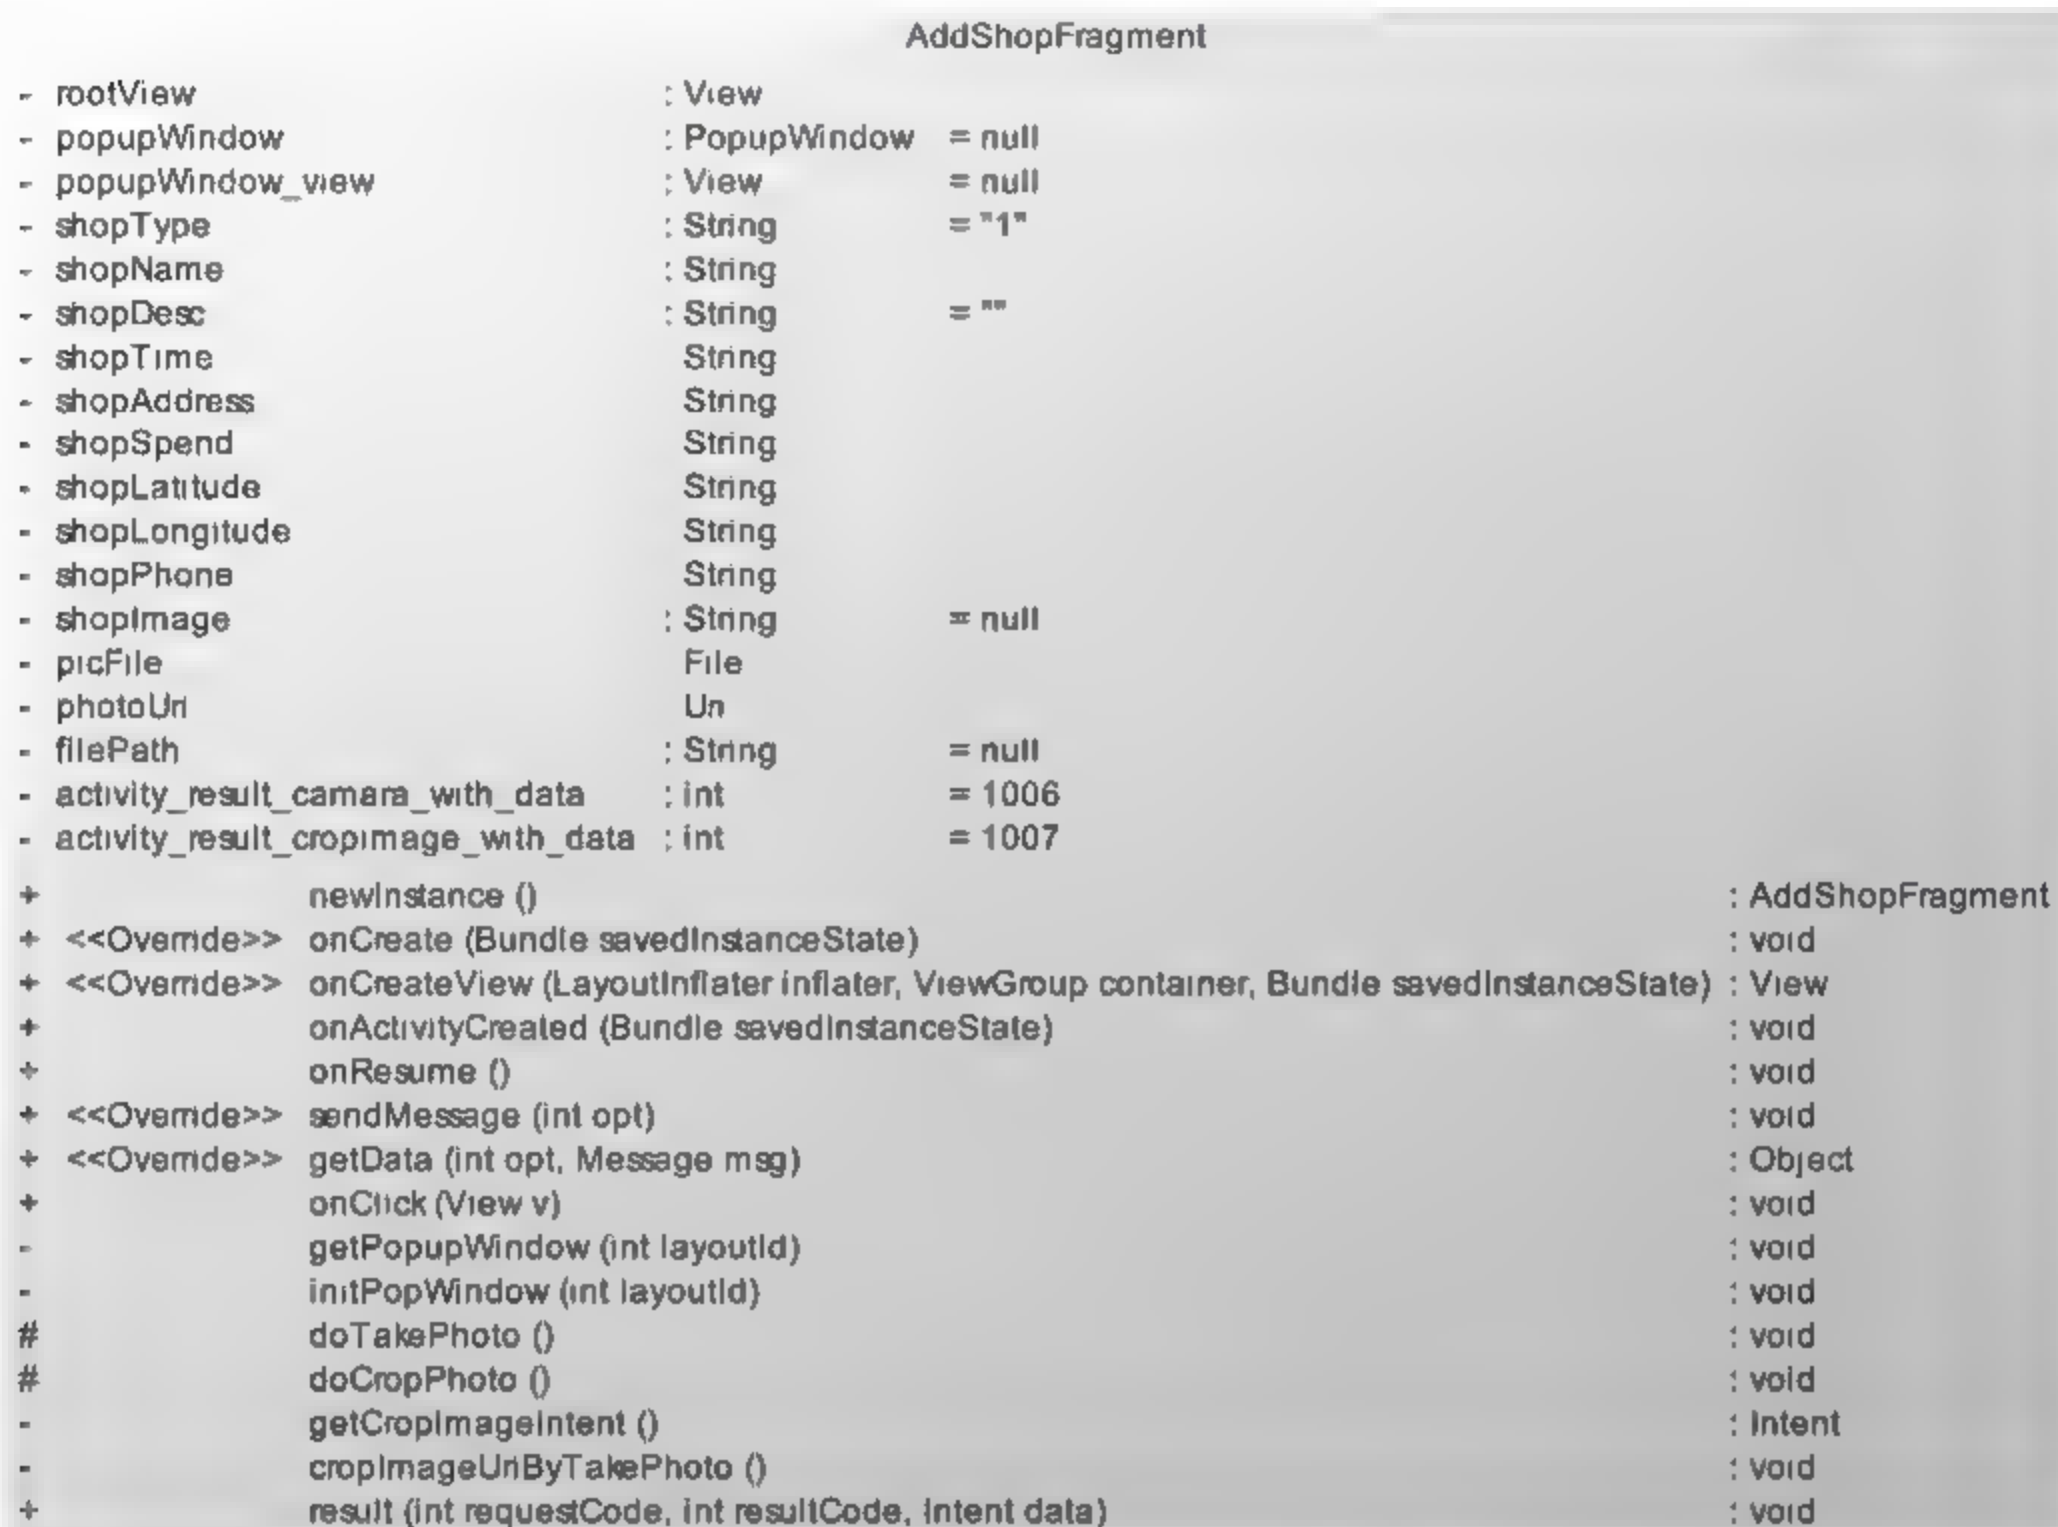 AddShopFragment
- rootView : View
- popupWindow : PopupWindow = null
- popupWindow_view : View = null
- shopType : String = "1"
- shopName : String
- shopDesc : String = ""
- shopTime String
- shopAddress String
- shopSpend String
- shopLatitude String
- shopLongitude String
- shopPhone String
- shopImage : String = null
- picFile File
- photoUri Uri
- filePath : String = null
- activity_result_camara_with_data : int = 1006
- activity_result_cropimage_with_data : int = 1007
+ newInstance () : AddShopFragment
+ <<Override>> onCreate (Bundle savedInstanceState) : void
+ <<Override>> onCreateView (LayoutInflater inflater, ViewGroup container, Bundle savedInstanceState) : View
+ onActivityCreated (Bundle savedInstanceState) : void
+ onResume () : void
+ <<Override>> sendMessage (int opt) : void
+ <<Override>> getData (int opt, Message msg) : Object
+ onClick (View v) : void
- getPopupWindow (int layoutId) : void
- initPopWindow (int layoutId) : void
# doTakePhoto () : void
# doCropPhoto () : void
- getCropImageIntent () : Intent
- cropImageUriByTakePhoto () : void
+ result (int requestCode, int resultCode, Intent data) : void